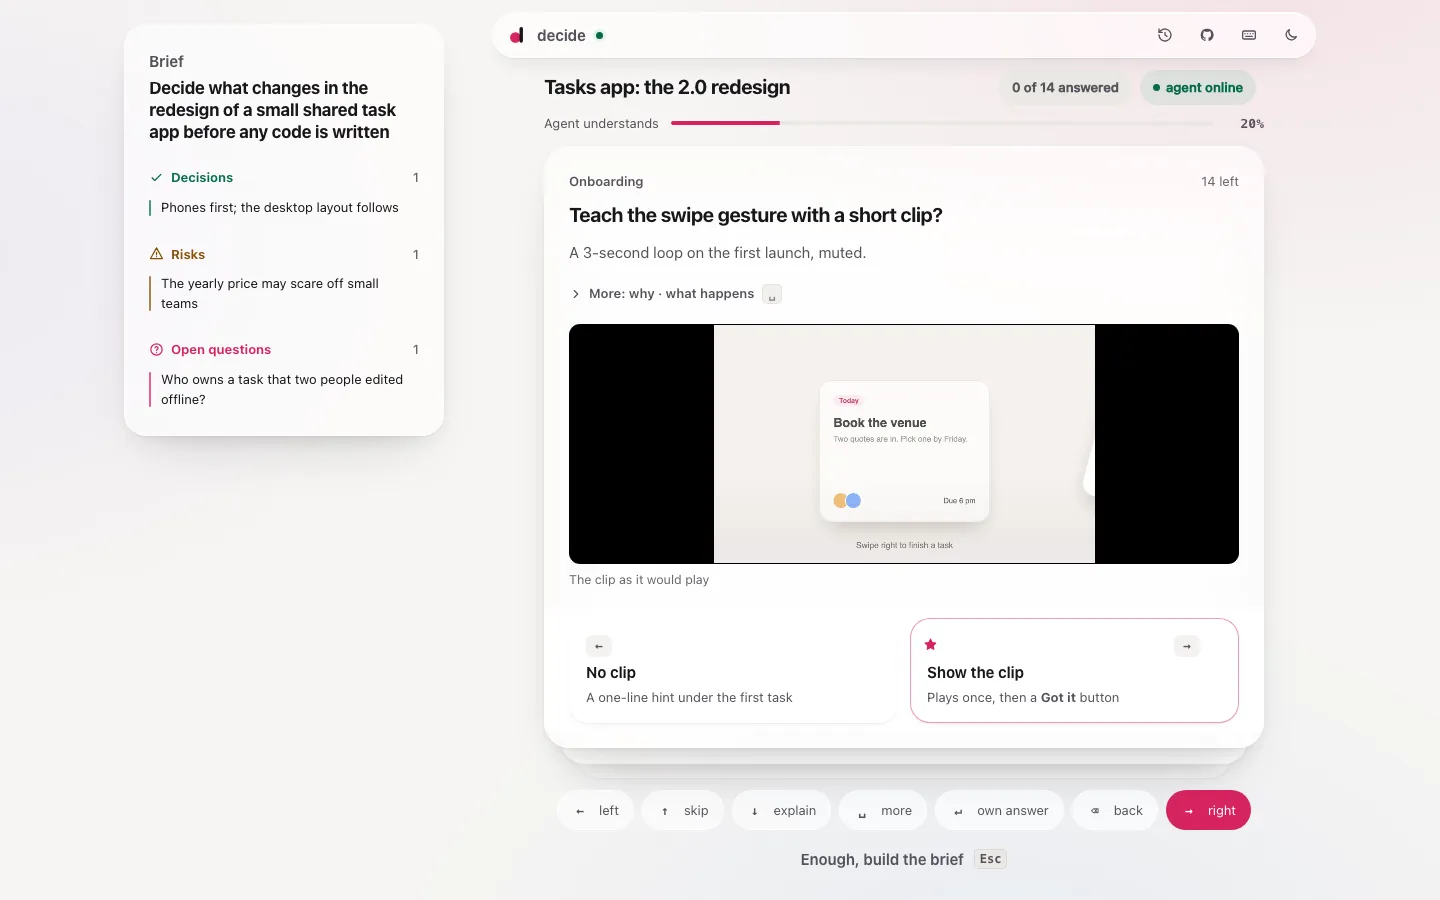 Brief
Decide what changes in the
redesign of a small shared task
app before any code is written
Decisions 1
Phones first; the desktop layout follows
Risks 1
The yearly price may scare off small
teams
Open questions 1
Who owns a task that two people edited
offline?
decide
Tasks app: the 2.0 redesign
0 of 14 answered
agent online
Agent understands
20%
Onboarding
14 left
Teach the swipe gesture with a short clip?
A 3-second loop on the first launch, muted.
More: why · what happens ␣
Today
Book the venue
Two quotes are in. Pick one by Friday.
Due 6 pm
Swipe right to finish a task
The clip as it would play
←
No clip
A one-line hint under the first task
→
Show the clip
Plays once, then a Got it button
← left
↑ skip
↓ explain
␣ more
↵ own answer
⌫ back
→ right
Enough, build the brief Esc